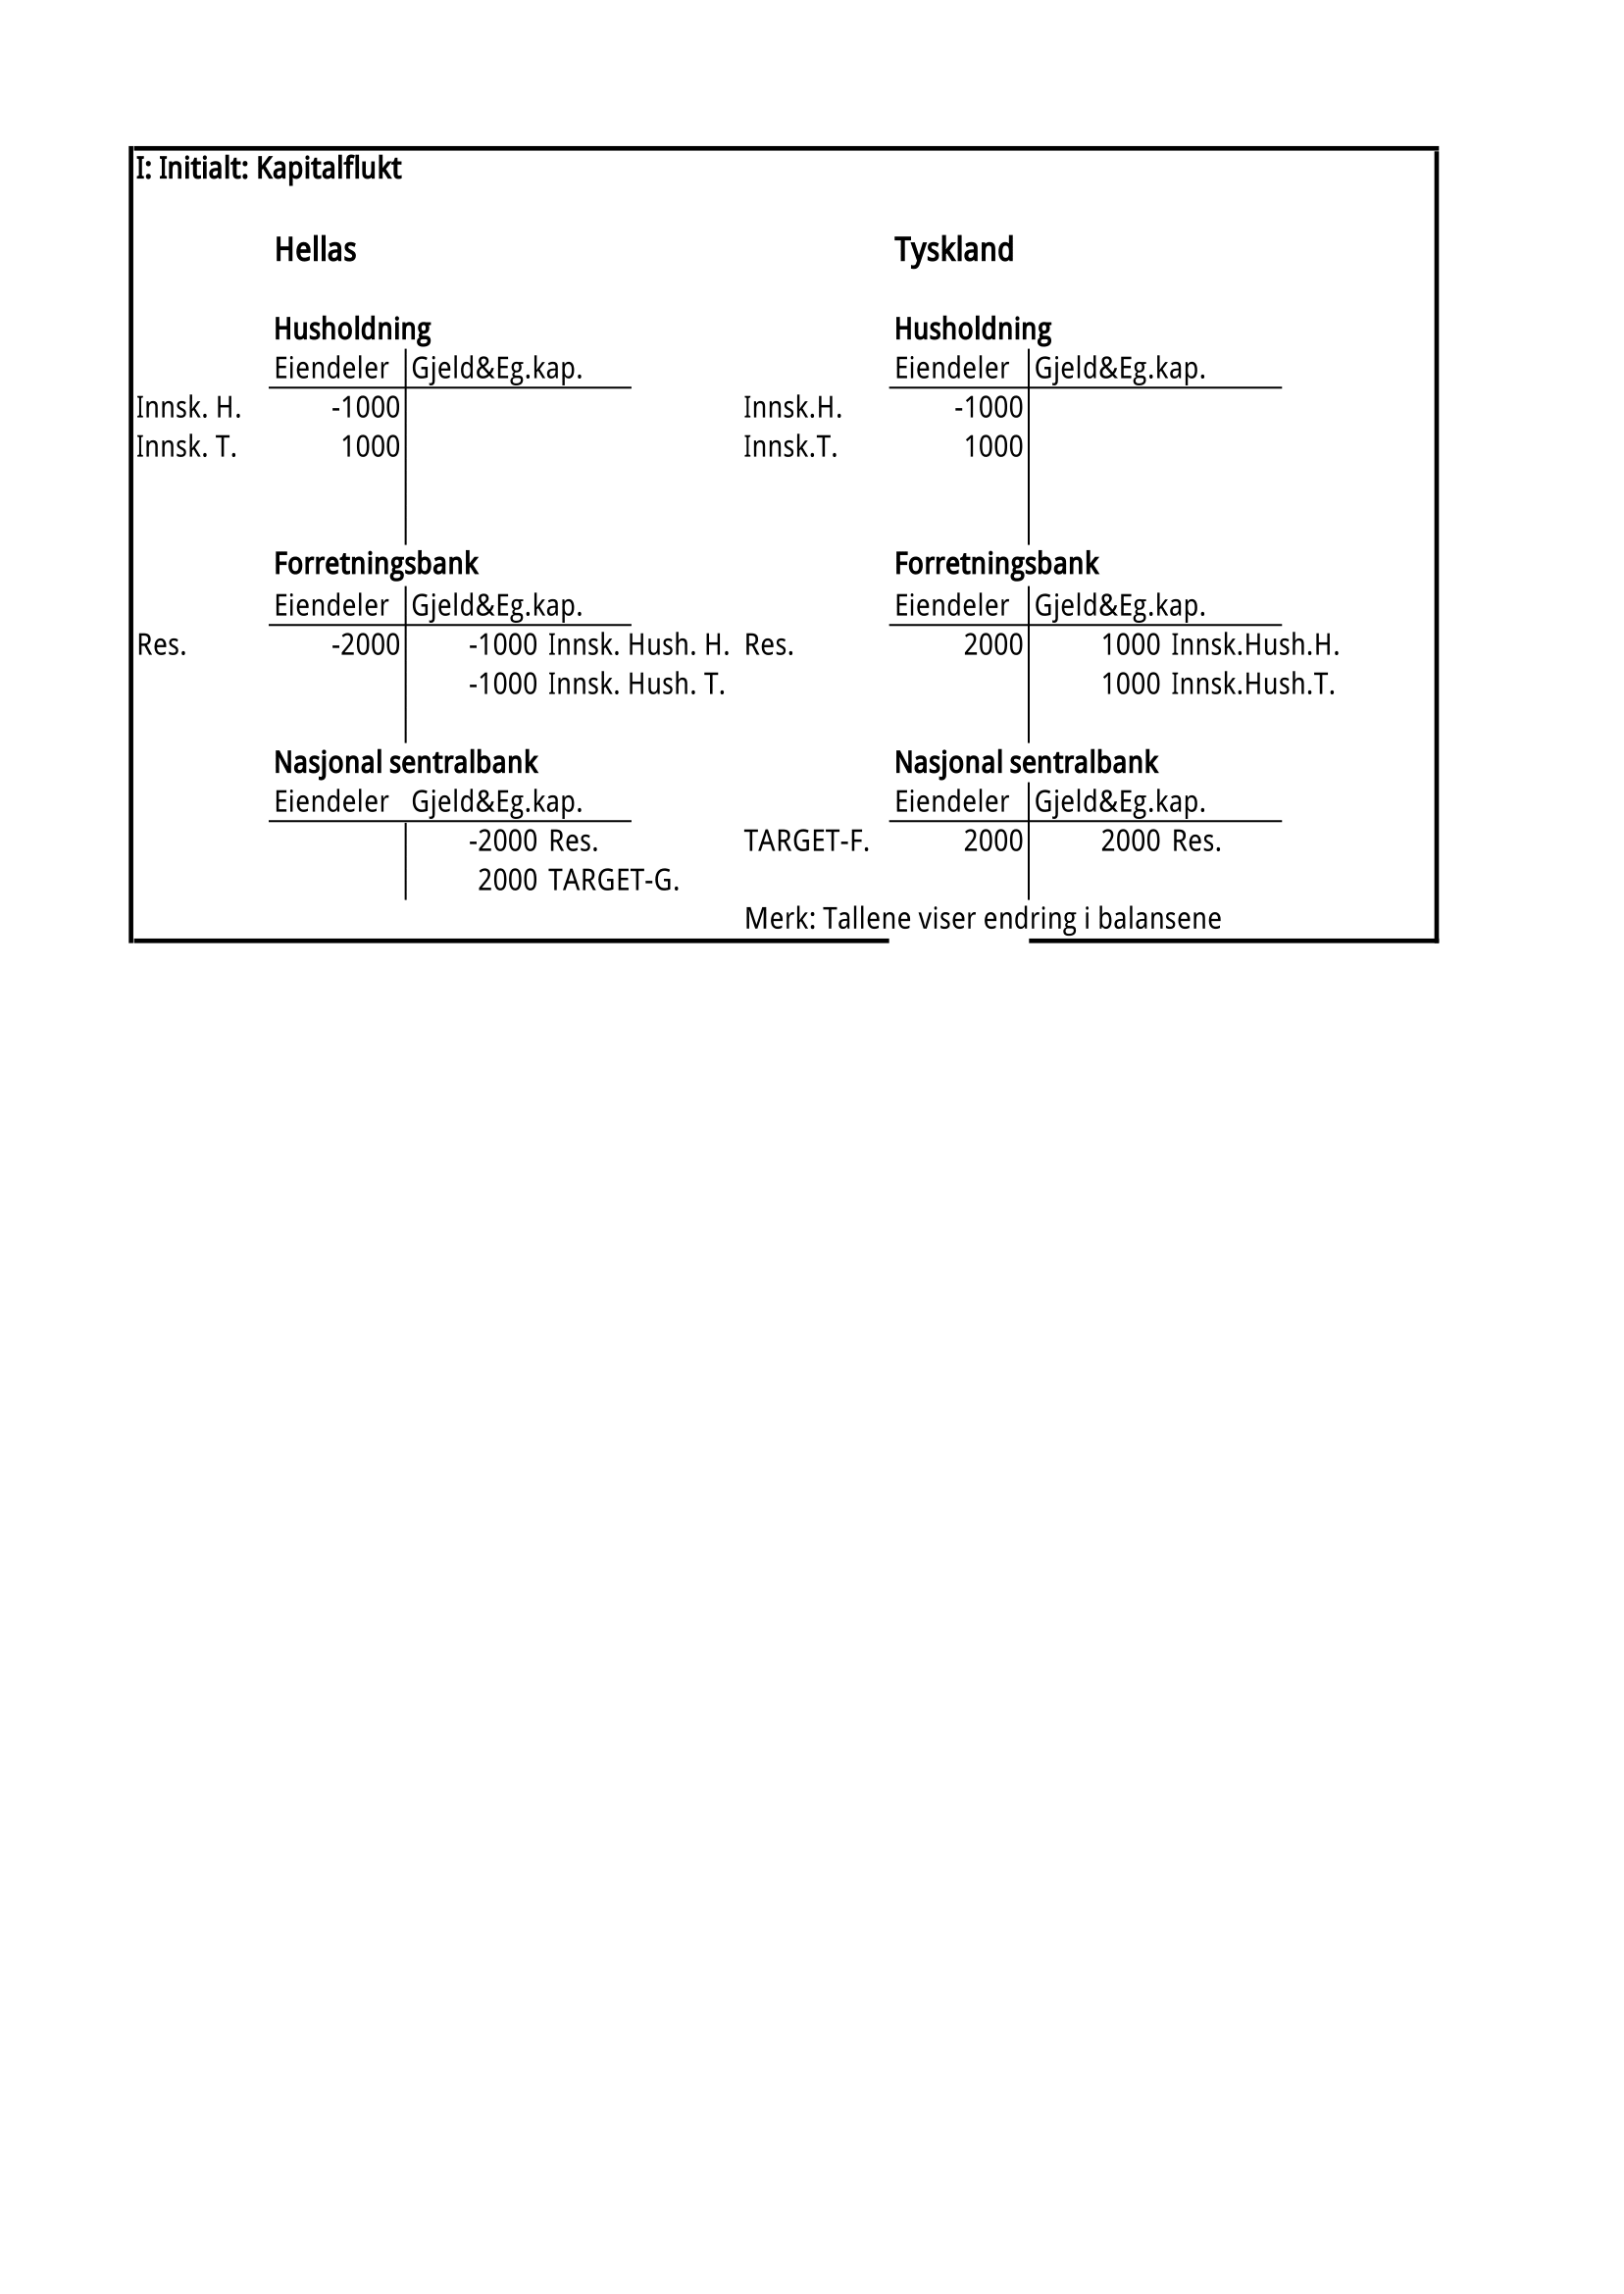 I: Initialt: Kapitalflukt
Hellas Tyskland
Husholdning Husholdning
Eiendeler Gjeld&Eg.kap. Eiendeler Gjeld&Eg.kap.
Innsk. H. -1000 Innsk.H. -1000
Innsk. T. 1000 Innsk.T. 1000
Forretningsbank Forretningsbank
Eiendeler Gjeld&Eg.kap. Eiendeler Gjeld&Eg.kap.
Res. -2000 -1000 Innsk. Hush. H. Res. 2000 1000 Innsk.Hush.H.
-1000 Innsk. Hush. T. 1000 Innsk.Hush.T.
Nasjonal sentralbank Nasjonal sentralbank
Eiendeler Gjeld&Eg.kap. Eiendeler Gjeld&Eg.kap.
-2000 Res. TARGET-F. 2000 2000 Res.
2000 TARGET-G.
Merk: Tallene viser endring i balansene